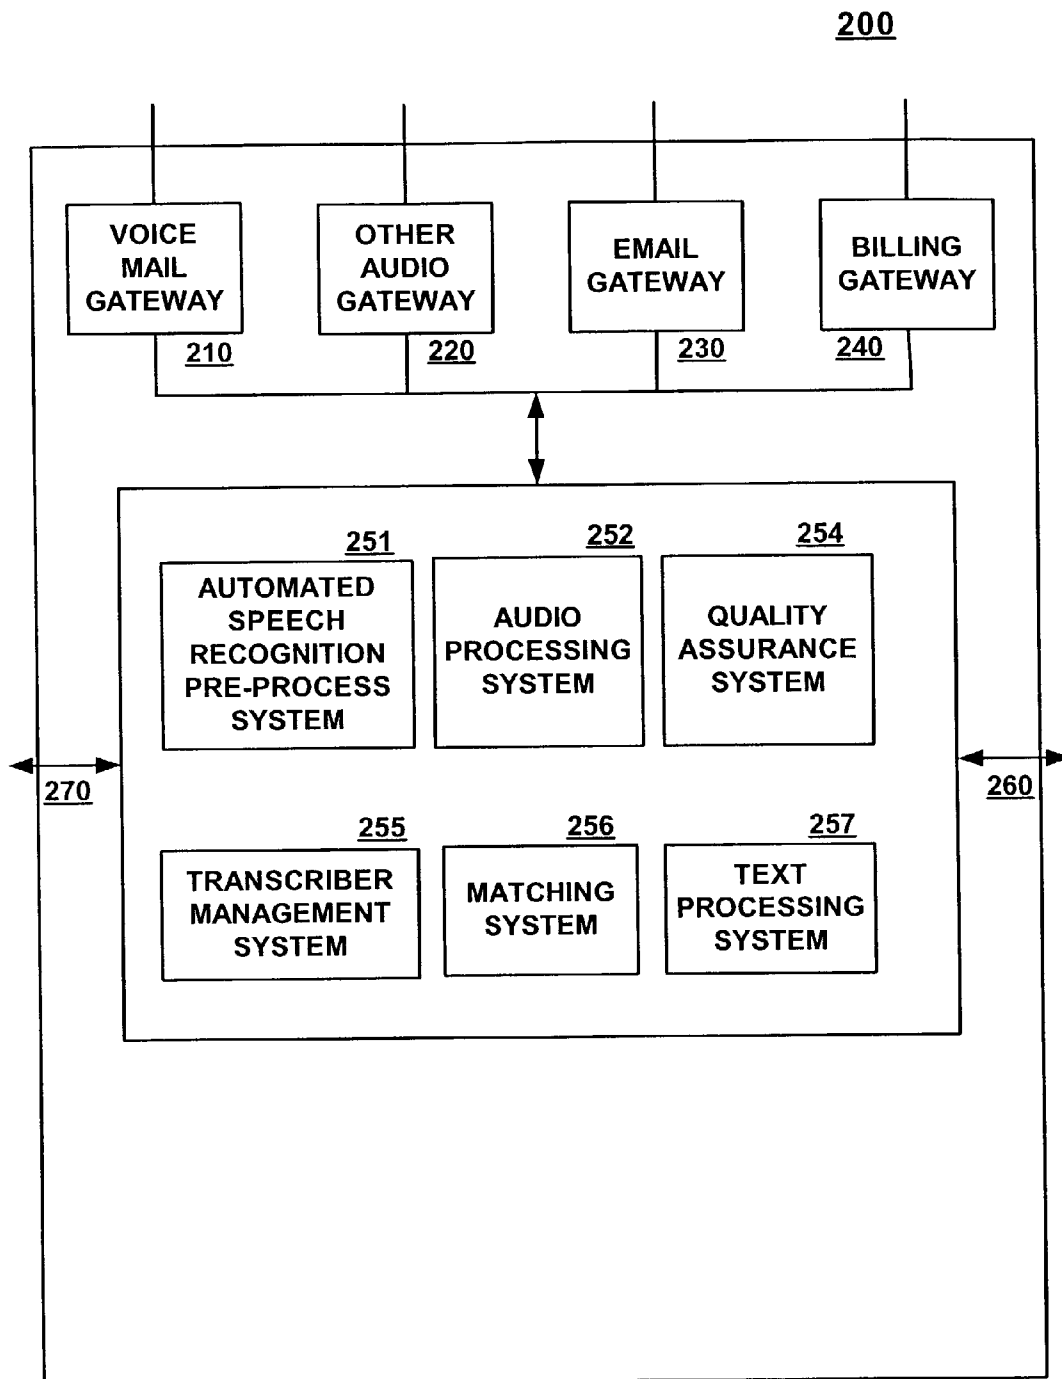 200
VOICE
MAIL
GATEWAY
210
OTHER
AUDIO
GATEWAY
220
EMAIL
GATEWAY
230
BILLING
GATEWAY
240
251
AUTOMATED
SPEECH
RECOGNITION
PRE-PROCESS
SYSTEM
252
AUDIO
PROCESSING
SYSTEM
254
QUALITY
ASSURANCE
SYSTEM
270
260
255
TRANSCRIBER
MANAGEMENT
SYSTEM
256
MATCHING
SYSTEM
257
TEXT
PROCESSING
SYSTEM